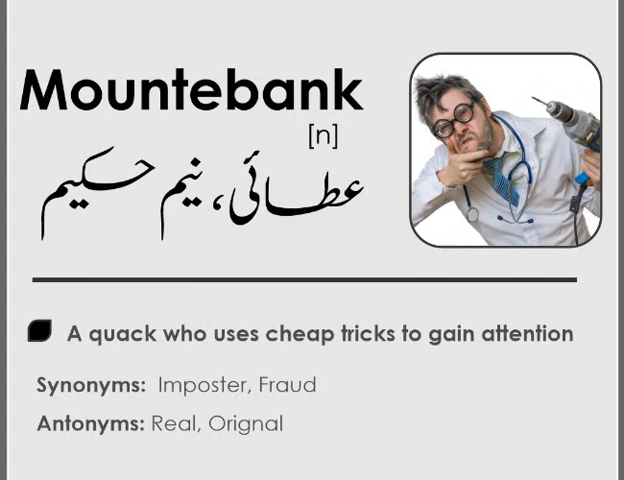 Mountebank
[n]
عطائی، نیم حکیم
A quack who uses cheap tricks to gain attention
Synonyms: Imposter, Fraud
Antonyms: Real, Orignal